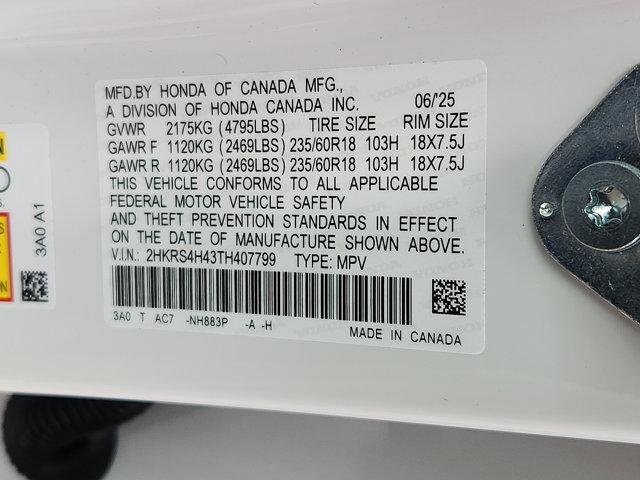 MFD.BY HONDA OF CANADA MFG.,
A DIVISION OF HONDA CANADA INC. 06/'25
GVWR 2175KG (4795LBS) TIRE SIZE RIM SIZE
GAWR F 1120KG (2469LBS) 235/60R18 103H 18X7.5J
GAWR R 1120KG (2469LBS) 235/60R18 103H 18X7.5J
THIS VEHICLE CONFORMS TO ALL APPLICABLE
FEDERAL MOTOR VEHICLE SAFETY
AND THEFT PREVENTION STANDARDS IN EFFECT
ON THE DATE OF MANUFACTURE SHOWN ABOVE.
V.I.N.: 2HKRS4H43TH407799 TYPE: MPV
3A0 T AC7 -NH883P -A -H
MADE IN CANADA
3A0 A1